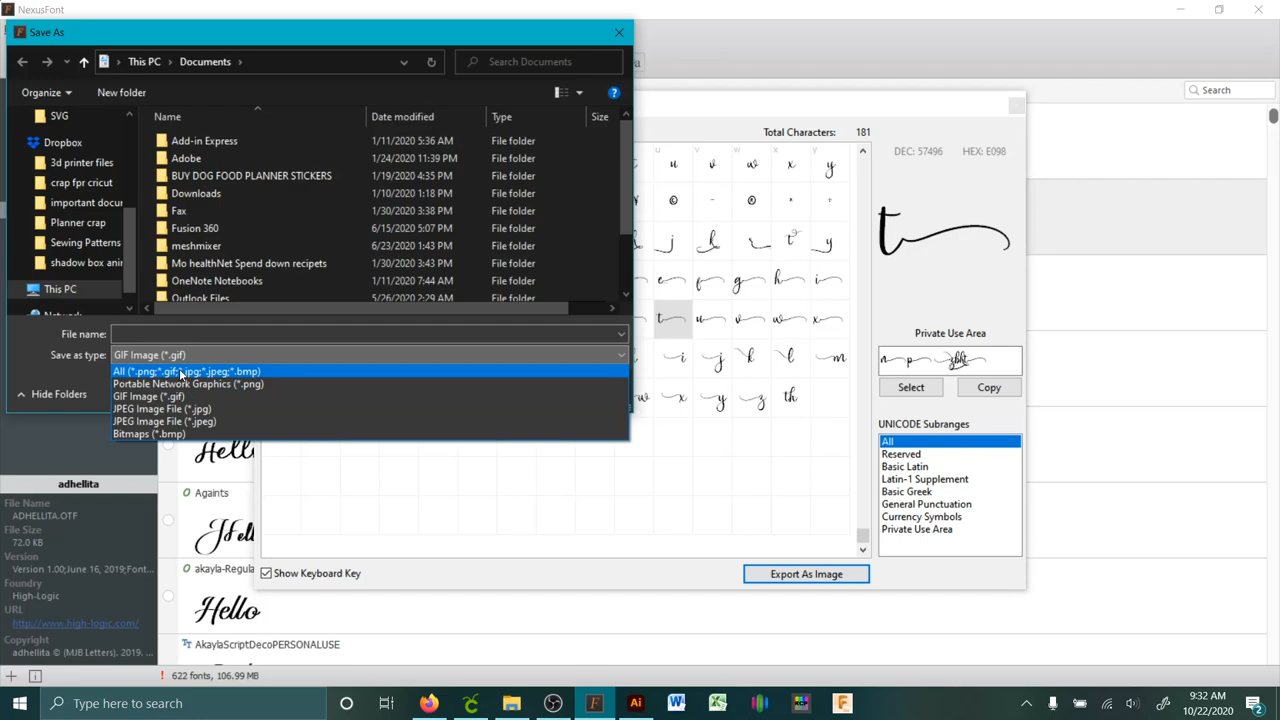 NexusFont
Save As
This PC
Documents
Search Documents
Organize
New folder
Name
Date modified
Type
Size
SVG
Dropbox
3d printer files
crap fpr cricut
important docum
Planner crap
Sewing Patterns
shadow box anir
This PC
Add-in Express
1/11/2020 5:36 AM
File folder
Adobe
1/24/2020 11:39 PM
File folder
BUY DOG FOOD PLANNER STICKERS
1/19/2020 4:35 PM
File folder
Downloads
1/10/2020 1:18 PM
File folder
Fax
1/30/2020 3:38 PM
File folder
Fusion 360
6/15/2020 5:07 PM
File folder
meshmixer
6/23/2020 1:43 PM
File folder
Mo healthNet Spend down recipets
1/30/2020 3:43 PM
File folder
OneNote Notebooks
1/11/2020 7:44 AM
File folder
Outlook Files
5/26/2020 2:29 AM
File folder
File name:
Save as type:
GIF Image (*.gif)
All (*.png;*.gif;*.jpg;*.jpeg;*.bmp)
Portable Network Graphics (*.png)
GIF Image (*.gif)
JPEG Image File (*.jpg)
JPEG Image File (*.jpeg)
Bitmaps (*.bmp)
Hide Folders
Search
Total Characters: 181
DEC: 57496 HEX: E098
u v w x y
u v w x y
© - ® ° +
j k r t y
e f g h i
t u v w x
i j k l m
w x y z th
t
Private Use Area
n p
Select
Copy
UNICODE Subranges
All
Reserved
Basic Latin
Latin-1 Supplement
Basic Greek
General Punctuation
Currency Symbols
Private Use Area
Show Keyboard Key
Export As Image
adhellita
File Name
ADHELLITA.OTF
File Size
72.0 KB
Version
Version 1.00;June 16, 2019;Font...
Foundry
High-Logic
URL
http://www.high-logic.com/
Copyright
adhellita © (MJB Letters). 2019. ...
Hello
Againts
Hello
akayla-Regula
Hello
AkaylaScriptDecoPERSONALUSE
622 fonts, 106.99 MB
Type here to search
9:32 AM
10/22/2020
2